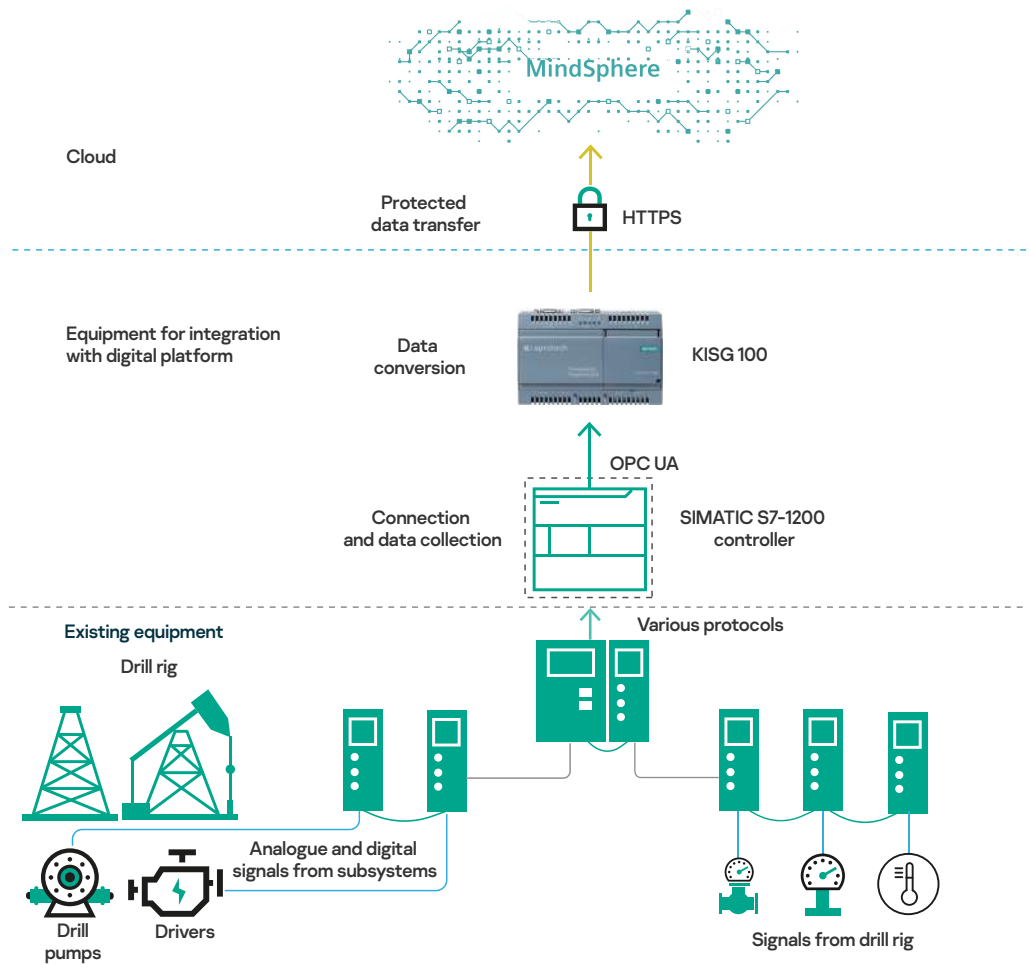 MindSphere
Cloud
Protected
data transfer
HTTPS
Equipment for integration
with digital platform
Data
conversion
KISG 100
OPC UA
Connection
and data collection
SIMATIC S7-1200
controller
Existing equipment
Various protocols
Drill rig
Analogue and digital
signals from subsystems
Drill
pumps
Drivers
Signals from drill rig